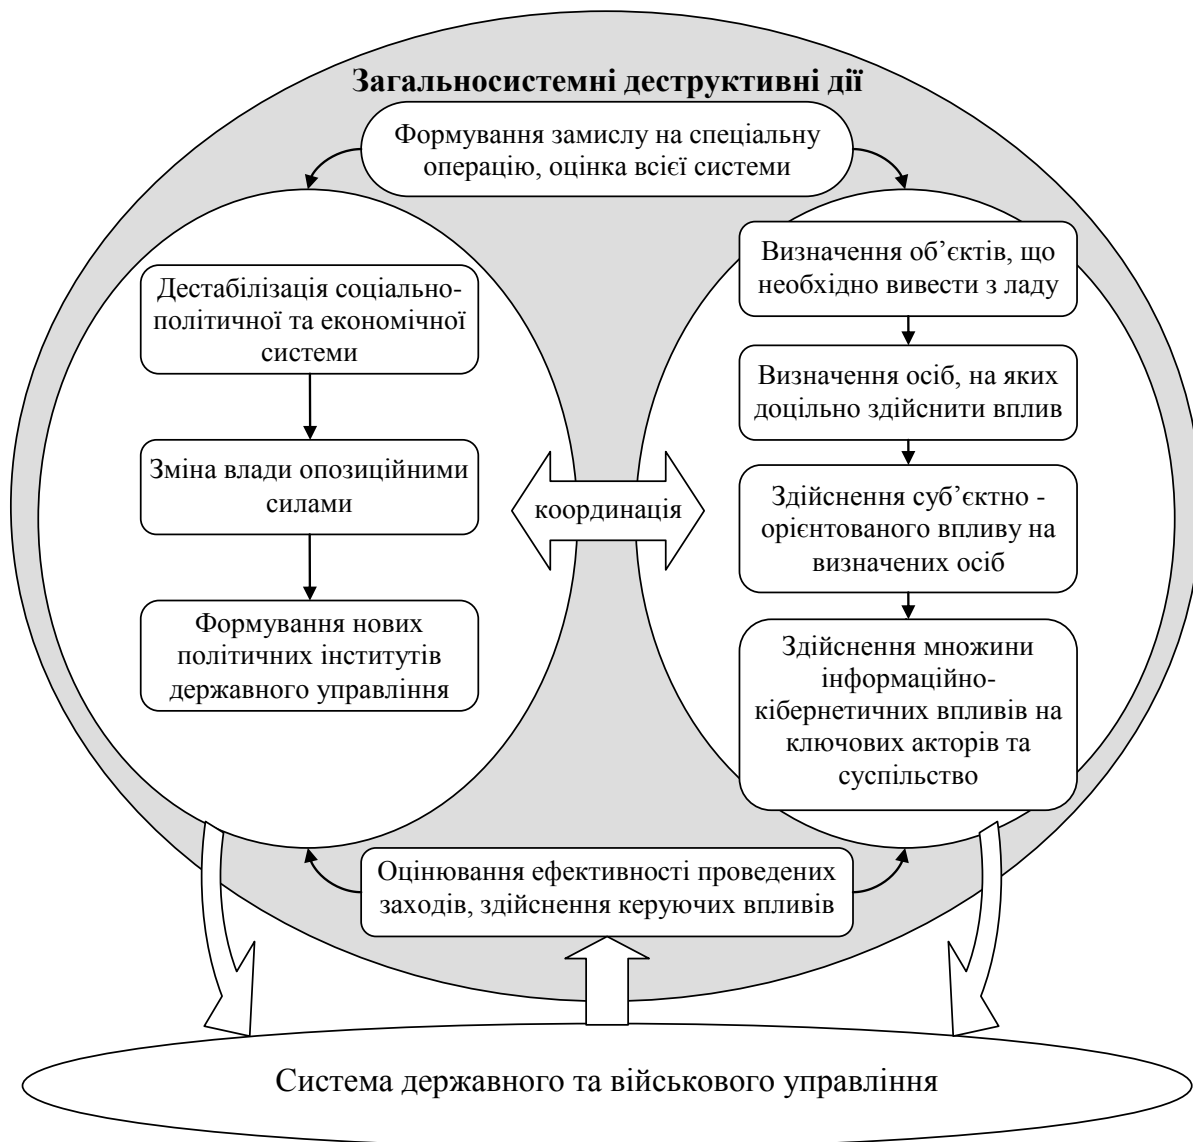 Загальносистемні деструктивні дії
Формування замислу на спеціальну
операцію, оцінка всієї системи
Дестабілізація соціально-
політичної та економічної
системи
Зміна влади опозиційними
силами
Формування нових
політичних інститутів
державного управління
координація
Визначення об’єктів, що
необхідно вивести з ладу
Визначення осіб, на яких
доцільно здійснити вплив
Здійснення суб’єктно -
орієнтованого впливу на
визначених осіб
Здійснення множини
інформаційно-
кібернетичних впливів на
ключових акторів та
суспільство
Оцінювання ефективності проведених
заходів, здійснення керуючих впливів
Система державного та військового управління